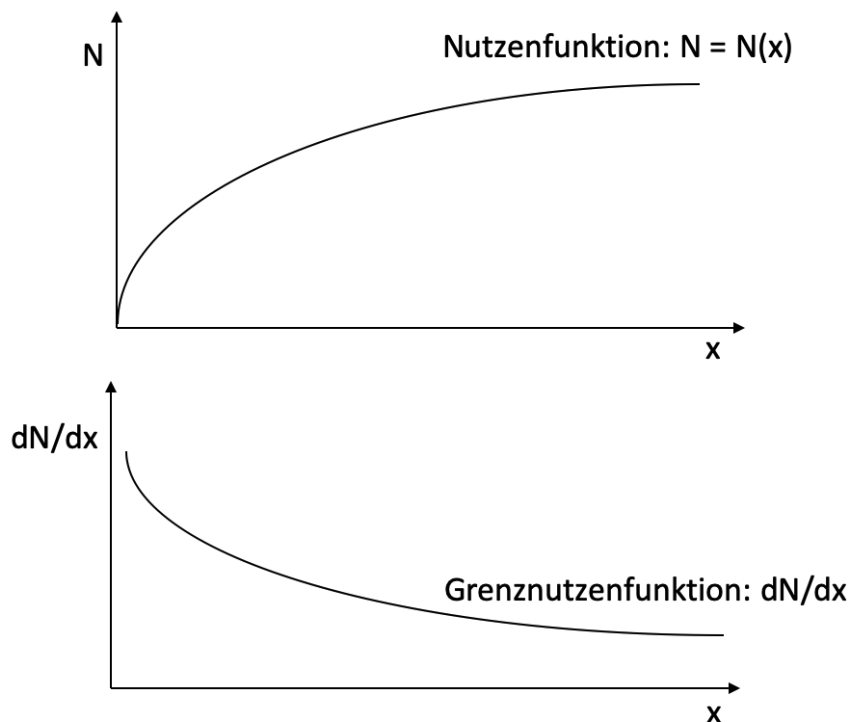 N
Nutzenfunktion: N = N(x)
x
dN/dx
Grenznutzenfunktion: dN/dx
x